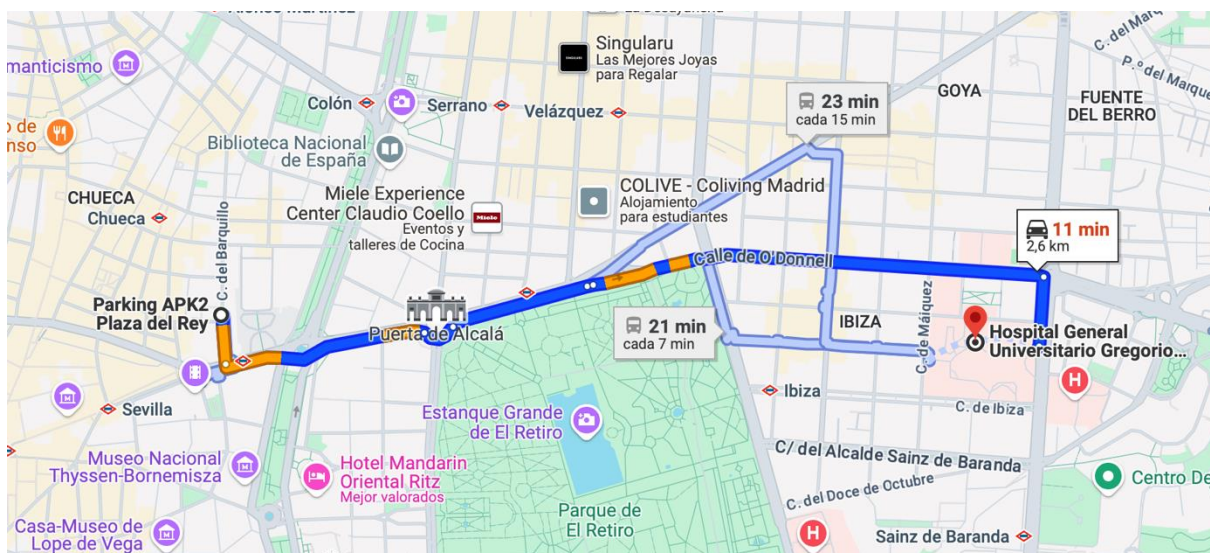 Singularu
Las Mejores Joyas
para Regalar
C. del Marqu
P.º del Marque
GOYA
FUENTE
DEL BERRO
23 min
cada 15 min
manticismo
Colón
Serrano
Velázquez
o de
nso
Biblioteca Nacional
de España
CHUECA
Chueca
Miele Experience
Center Claudio Coello
Eventos y
talleres de Cocina
Miele
COLIVE - Coliving Madrid
Alojamiento
para estudiantes
11 min
2,6 km
C. del Barquillo
Calle de O'Donnell
Parking APK2
Plaza del Rey
Puerta de Alcalá
21 min
cada 7 min
IBIZA
C. de Máiquez
Hospital General
Universitario Gregorio...
H
Sevilla
Ibiza
C. de Ibiza
Estanque Grande
de El Retiro
C/ del Alcalde Sainz de Baranda
Museo Nacional
Thyssen-Bornemisza
Hotel Mandarin
Oriental Ritz
Mejor valorados
Centro De
C. del Doce de Octubre
Parque de
El Retiro
Casa-Museo de
Lope de Vega
H
Sainz de Baranda